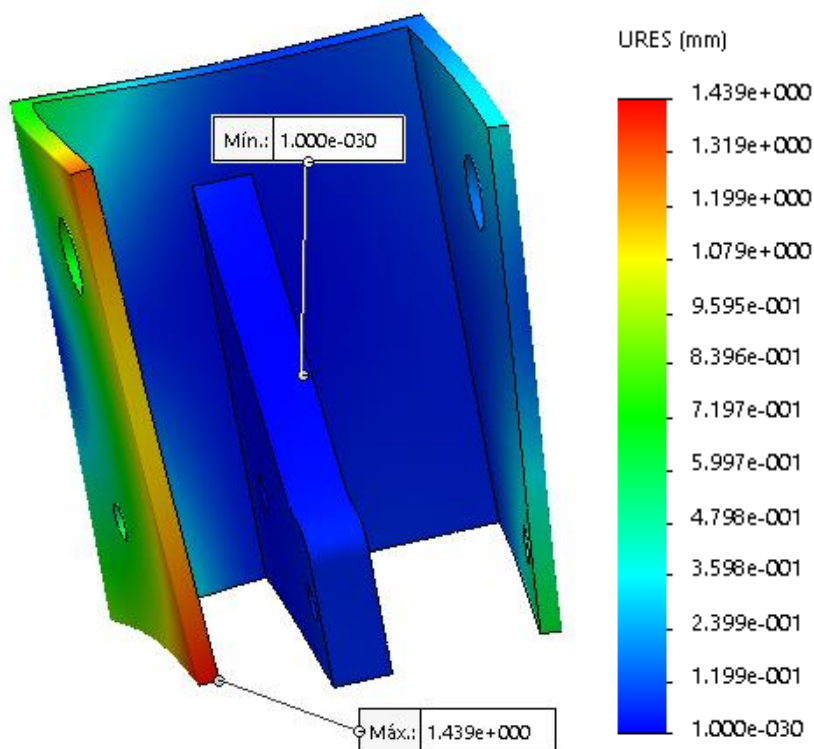 URES (mm)
1.439e+000
1.319e+000
1.199e+000
1.079e+000
9.595e-001
8.396e-001
7.197e-001
5.997e-001
4.798e-001
3.598e-001
2.399e-001
1.199e-001
1.000e-030
Mín.: 1.000e-030
Máx.: 1.439e+000